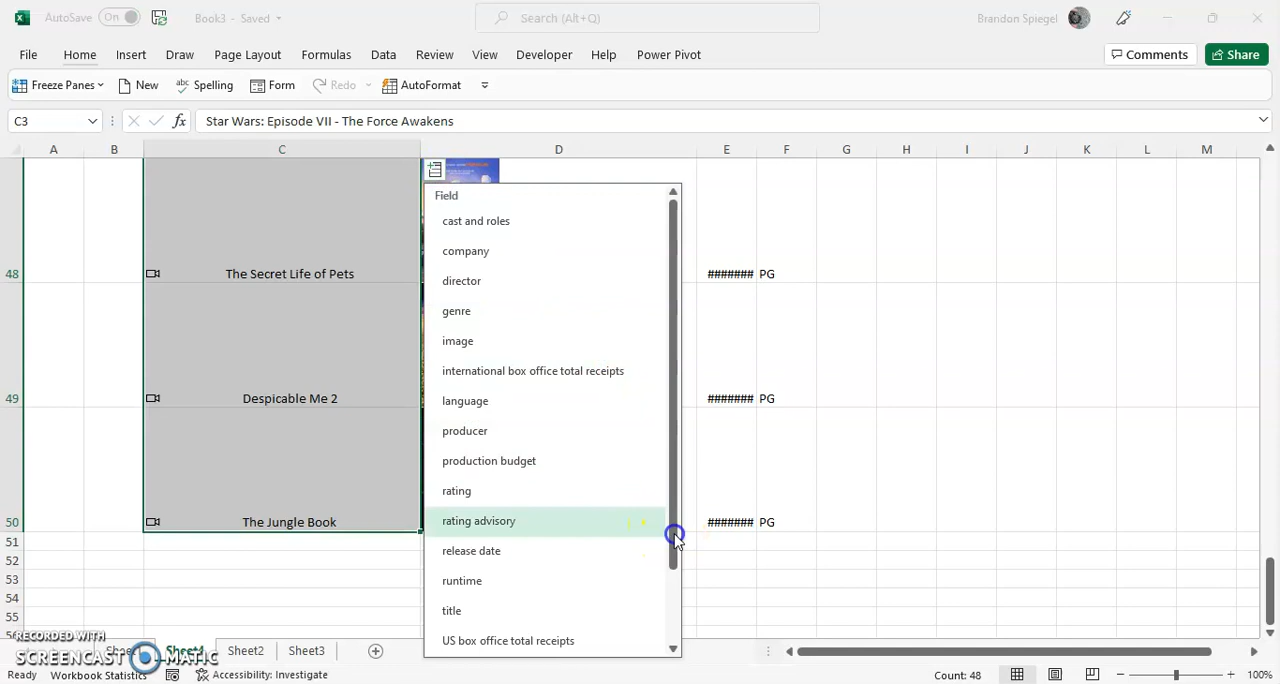 AutoSave On Book3 - Saved Search (Alt+Q) Brandon Spiegel
File Home Insert Draw Page Layout Formulas Data Review View Developer Help Power Pivot Comments Share
Freeze Panes New Spelling Form Redo AutoFormat
C3 fx Star Wars: Episode VII - The Force Awakens
A B C D E F G H I J K L M
Field
cast and roles
company
48 The Secret Life of Pets ####### PG
director
genre
image
international box office total receipts
49 Despicable Me 2 ####### PG
language
producer
production budget
rating
50 The Jungle Book ####### PG
rating advisory
51
release date
52
53
runtime
54
title
55
US box office total receipts
RECORDED WITH
SCREENCAST-O-MATIC
Sheet2 Sheet3
Ready Workbook Statistics Accessibility: Investigate Count: 48 100%